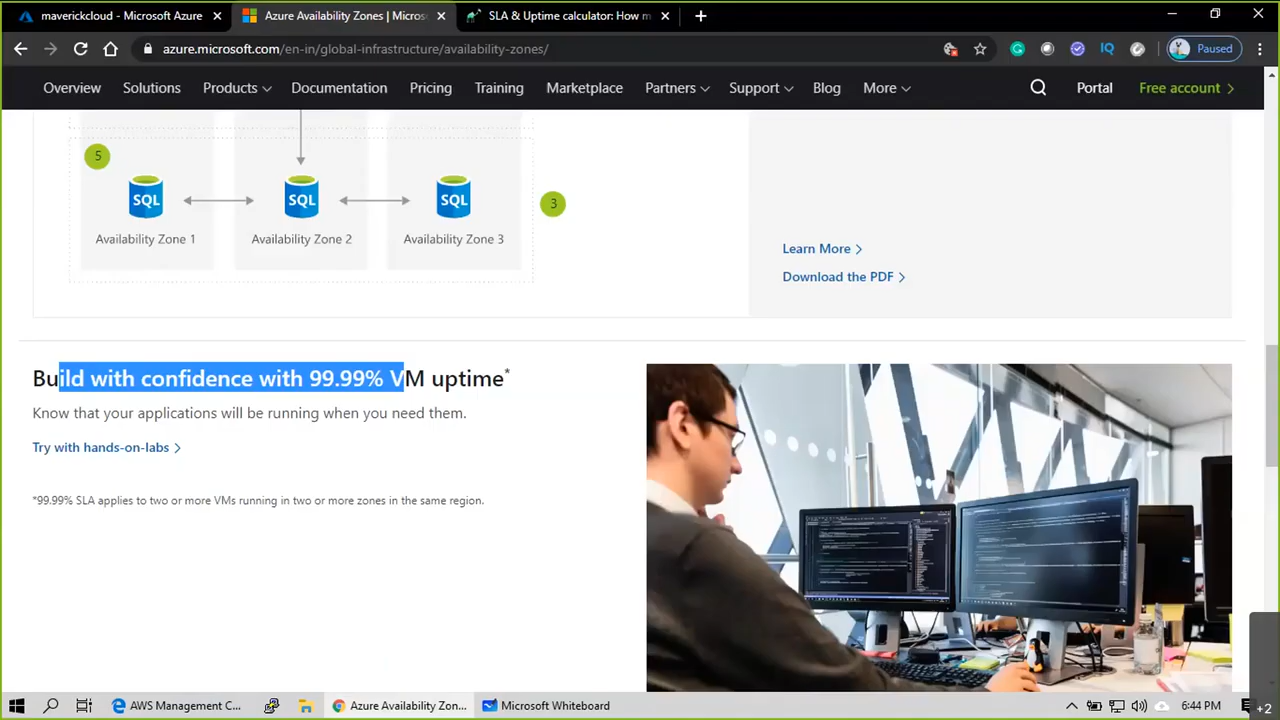 maverickcloud - Microsoft Azure
Azure Availability Zones | Micros
SLA & Uptime calculator: How m
azure.microsoft.com/en-in/global-infrastructure/availability-zones/
IQ
Paused
Overview
Solutions
Products
Documentation
Pricing
Training
Marketplace
Partners
Support
Blog
More
Portal
Free account
5
SQL
SQL
SQL
3
Availability Zone 1
Availability Zone 2
Availability Zone 3
Learn More
Download the PDF
Build with confidence with 99.99% VM uptime*
Know that your applications will be running when you need them.
Try with hands-on-labs
*99.99% SLA applies to two or more VMs running in two or more zones in the same region.
AWS Management C...
Azure Availability Zon...
Microsoft Whiteboard
6:44 PM
+2